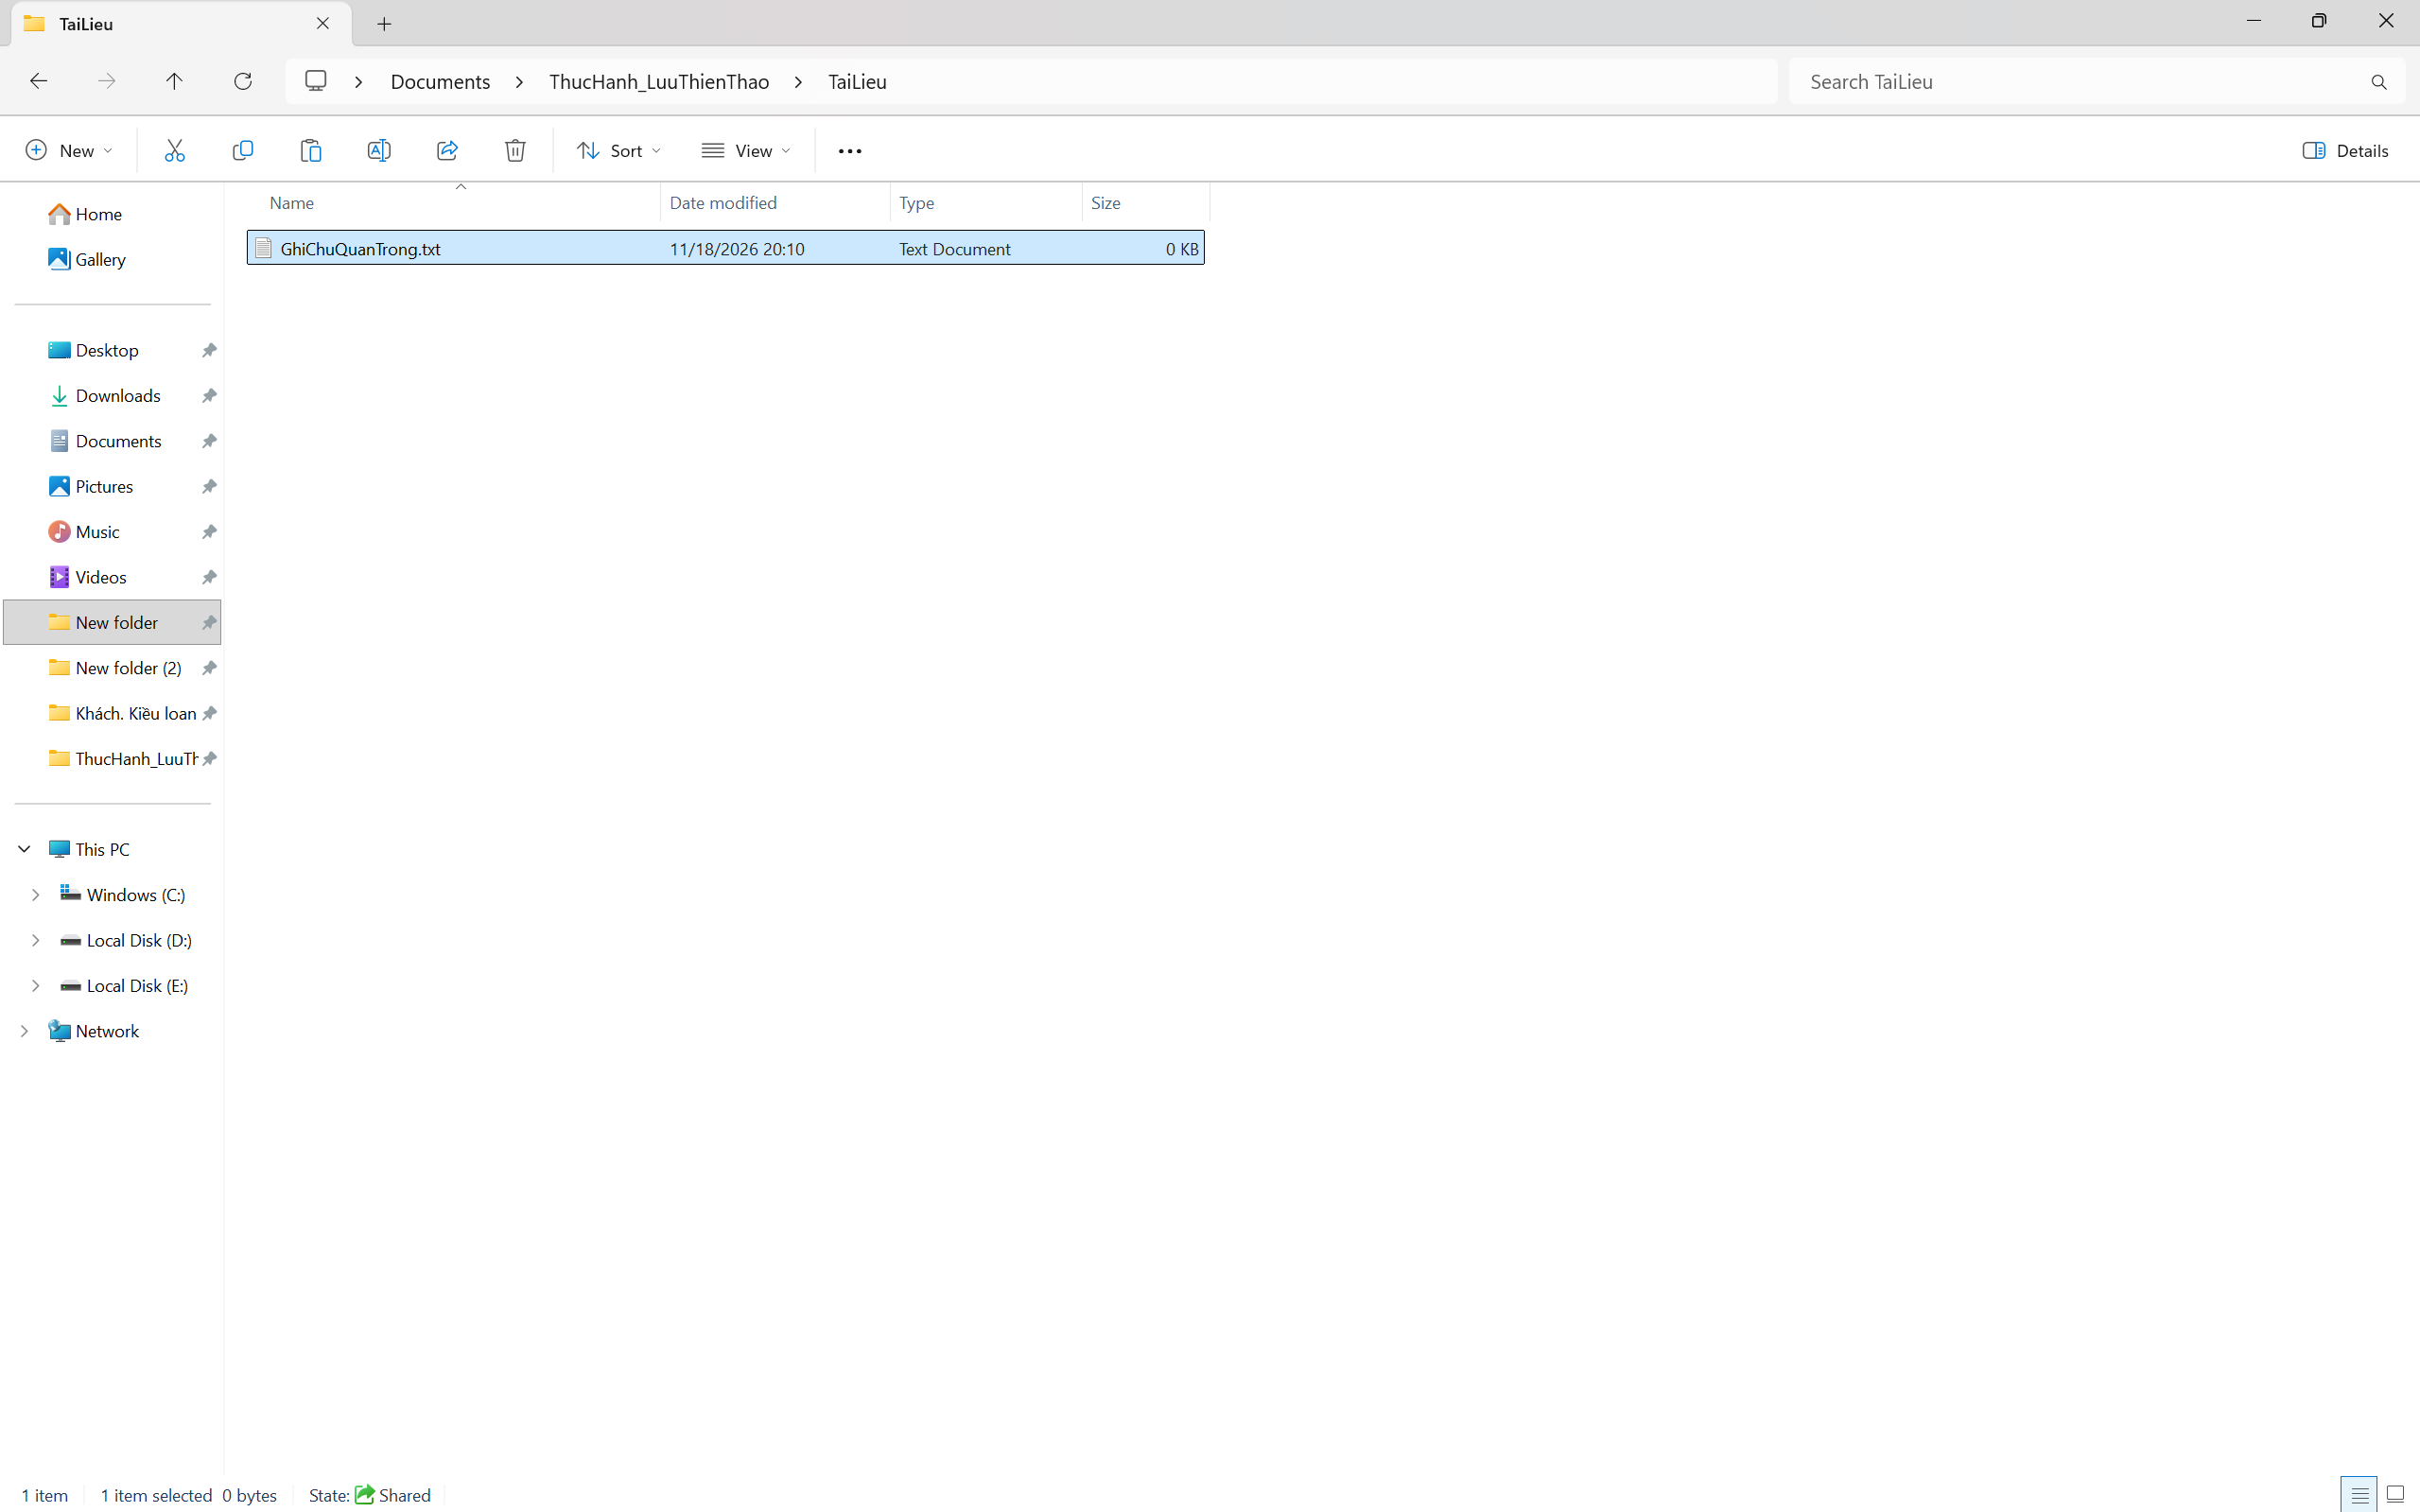 TaiLieu
Documents > ThucHanh_LuuThienThao > TaiLieu
Search TaiLieu
New
Sort
View
Details
Name Date modified Type Size
GhiChuQuanTrong.txt 11/18/2026 20:10 Text Document 0 KB
Home
Gallery
Desktop
Downloads
Documents
Pictures
Music
Videos
New folder
New folder (2)
Khách. Kiều loan
ThucHanh_LuuTh
This PC
Windows (C:)
Local Disk (D:)
Local Disk (E:)
Network
1 item 1 item selected 0 bytes State: Shared